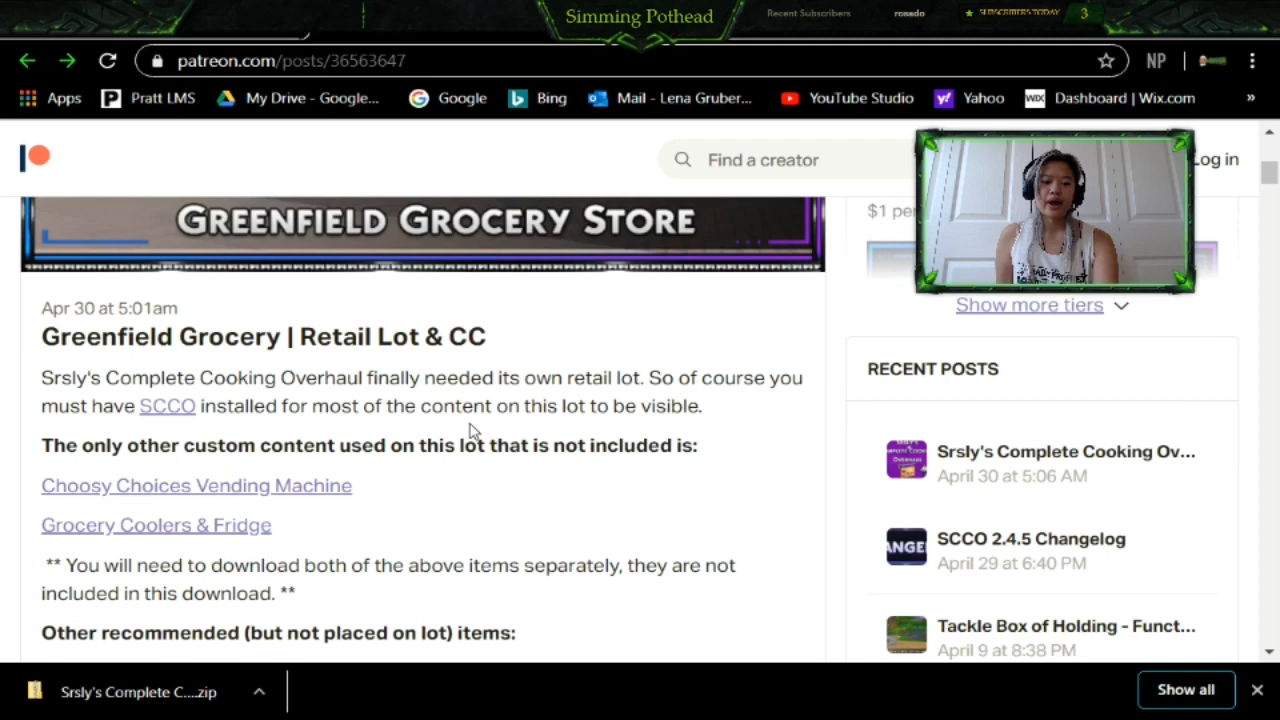 Simming Pothead
Recent Subscribers
rosado
SUBSCRIBERS TODAY
3
patreon.com/posts/36563647
NP
Apps
Pratt LMS
My Drive - Google...
Google
Bing
Mail - Lena Gruber...
YouTube Studio
Yahoo
WIX
Dashboard | Wix.com
»
Find a creator
Log in
GREENFIELD GROCERY STORE
$1 per
Show more tiers
Apr 30 at 5:01am
Greenfield Grocery | Retail Lot & CC
Srsly's Complete Cooking Overhaul finally needed its own retail lot. So of course you
must have SCCO installed for most of the content on this lot to be visible.
The only other custom content used on this lot that is not included is:
Choosy Choices Vending Machine
Grocery Coolers & Fridge
** You will need to download both of the above items separately, they are not
included in this download. **
Other recommended (but not placed on lot) items:
RECENT POSTS
Srsly's Complete Cooking Ov...
April 30 at 5:06 AM
SCCO 2.4.5 Changelog
April 29 at 6:40 PM
Tackle Box of Holding - Funct...
April 9 at 8:38 PM
Srsly's Complete C....zip
Show all